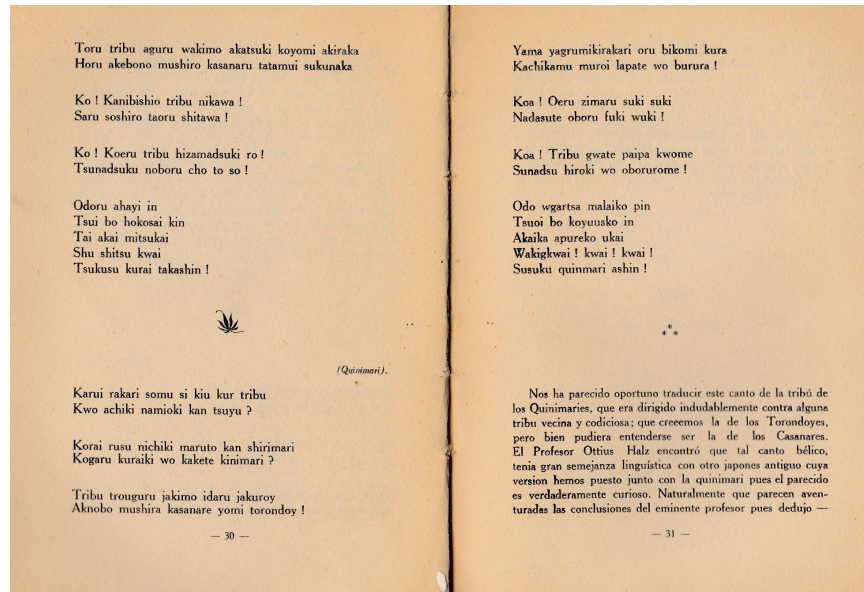 Toru tribu aguru wakimo akatsuki koyomi akiraka
Horu akebono mushiro kasanaru tatamui sukunaka
Ko ! Kanibishio tribu nikawa !
Saru soshiro taoru shitawa !
Ko ! Koeru tribu hizamadsuki ro !
Tsunadsuku noboru cho to so !
Odoru ahayi in
Tsui bo hokosai kin
Tai akai mitsukai
Shu shitsu kwai
Tsukusu kurai takashin !
(Quinimari).
Karui rakari somu si kiu kur tribu
Kwo achiki namioki kan tsuyu ?
Korai rusu nichiki maruto kan shirimari
Kogaru kuraiki wo kakete kinimari ?
Tribu trouguru jakimo idaru jakuroy
Aknobo mushira kasanare yomi torondoy !
— 30 —
Yama yagrumikirakari oru bikomi kura
Kachikamu muroi lapate wo burura !
Koa ! Oeru zimaru suki suki
Nadasute oboru fuki wuki !
Koa ! Tribu gwate paipa kwome
Sunadsu hiroki wo oborurome !
Odo wgartsa malaiko pin
Tsuoi bo koyuusko in
Akaika apureko ukai
Wakigkwai ! kwai ! kwai !
Susuku quinmari ashin !
Nos ha parecido oportuno traducir este canto de la tribú de
los Quinimaries, que era dirigido indudablemente contra alguna
tribu vecina y codiciosa; que creeemos la de los Torondoyes,
pero bien pudiera entenderse ser la de los Casanares.
El Profesor Ottius Halz encontró que tal canto bélico,
tenia gran semejanza linguística con otro japones antiguo cuya
version hemos puesto junto con la quinimari pues el parecido
es verdaderamente curioso. Naturalmente que parecen aven-
turadas las conclusiones del eminente profesor pues dedujo —
— 31 —